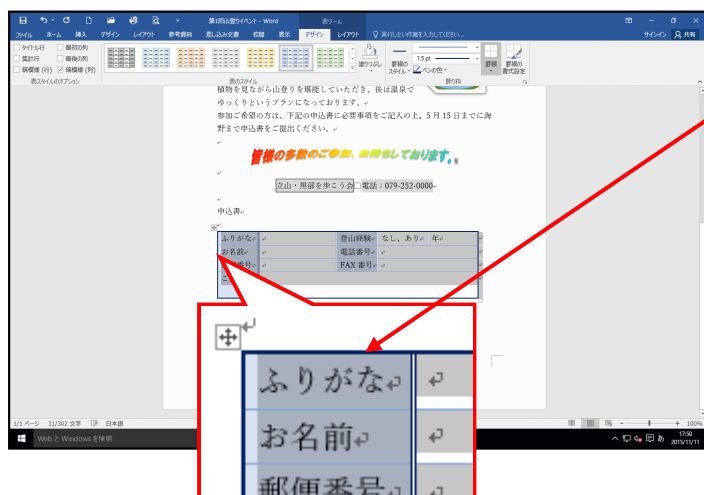 第1回山登りイベント - Word
表ツール
ファイル ホーム 挿入 デザイン レイアウト 参考資料 差し込み文書 校閲 表示 デザイン レイアウト 実行したい作業を入力してください... サインイン 共有
タイトル行 最初の列
集計行 最後の列
縞模様 (行) 縞模様 (列)
塗りつぶし 罫線のスタイル 1.5 pt ペンの色 罫線 罫線の書式設定
表スタイルのオプション 表のスタイル 飾り枠
植物を見ながら山登りを堪能していただき、後は温泉で
ゆっくりというプランになっております。
参加ご希望の方は、下記の申込書に必要事項をご記入の上、5 月 15 日までに海
野まで申込書をご提出ください。
皆様の多数のご参加、お待ちしております。
立山・黒部を歩こう会□電話:079-252-0000
申込書
ふりがな 登山経験 なし、あり 年
お名前 電話番号
番号 FAX 番号
ふりがな
お名前
郵便番号
1/1 ページ 31/302 文字 日本語
100%
Web と Windows を検索
あ
17:50
2015/11/11